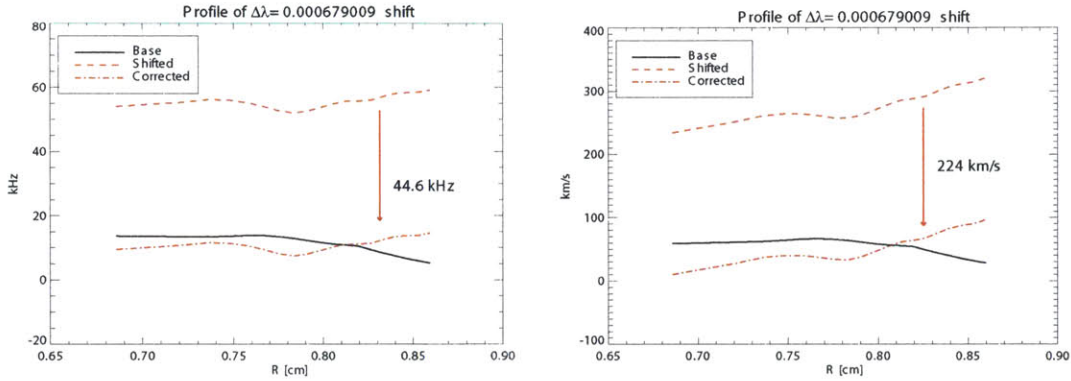 Profile of Δλ= 0.000679009 shift
80
60
40
20
0
-20
kHz
Base
Shifted
Corrected
44.6 kHz
0.65
0.70
0.75
0.80
0.85
0.90
R [cm]
Profile of Δλ= 0.000679009 shift
400
300
200
100
0
-100
km/s
Base
Shifted
Corrected
224 km/s
0.65
0.70
0.75
0.80
0.85
0.90
R [cm]